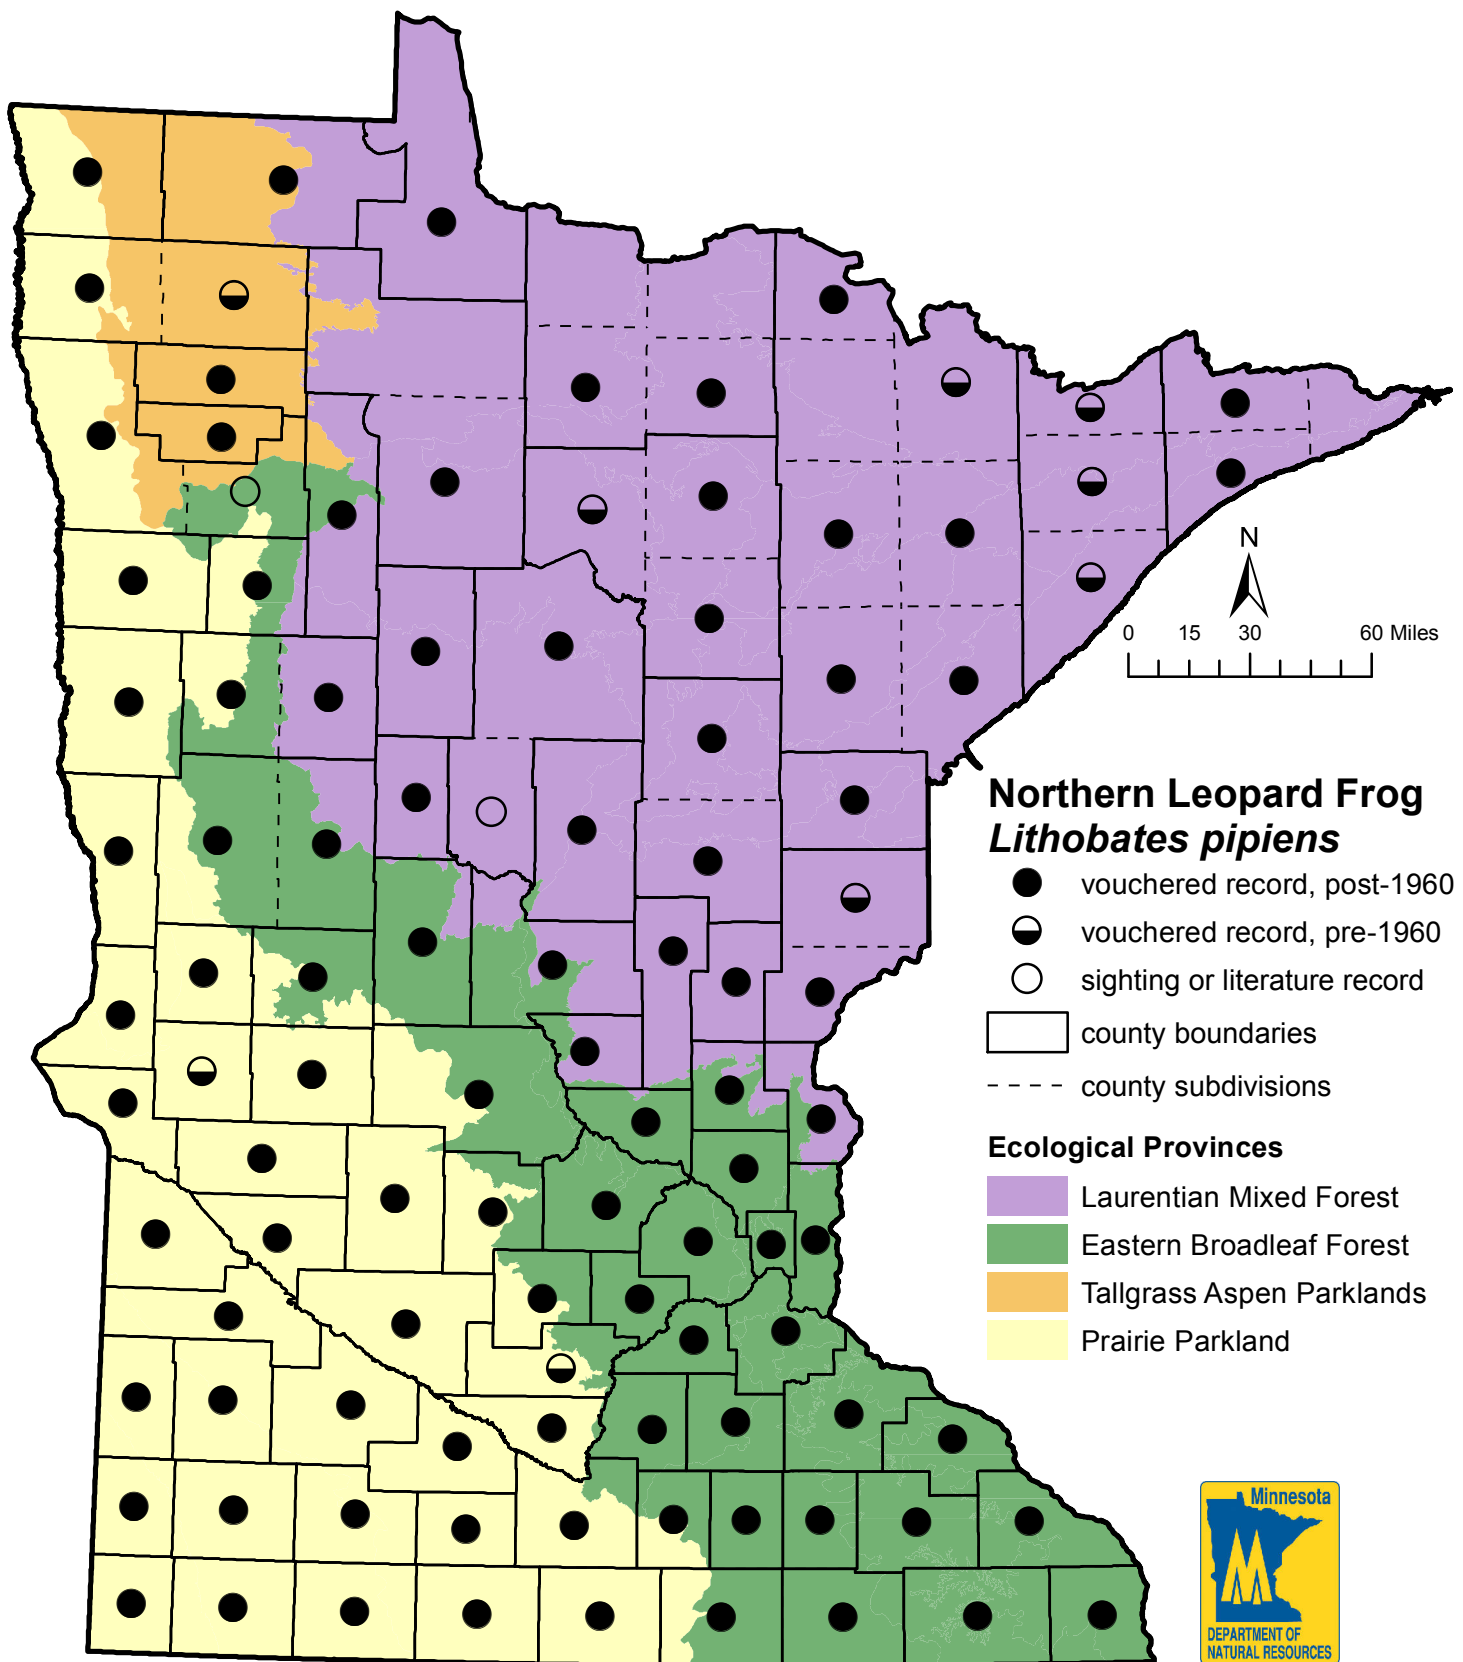 N
0 15 30 60 Miles
Northern Leopard Frog
Lithobates pipiens
vouchered record, post-1960
vouchered record, pre-1960
sighting or literature record
county boundaries
county subdivisions
Ecological Provinces
Laurentian Mixed Forest
Eastern Broadleaf Forest
Tallgrass Aspen Parklands
Prairie Parkland
Minnesota
DEPARTMENT OF
NATURAL RESOURCES